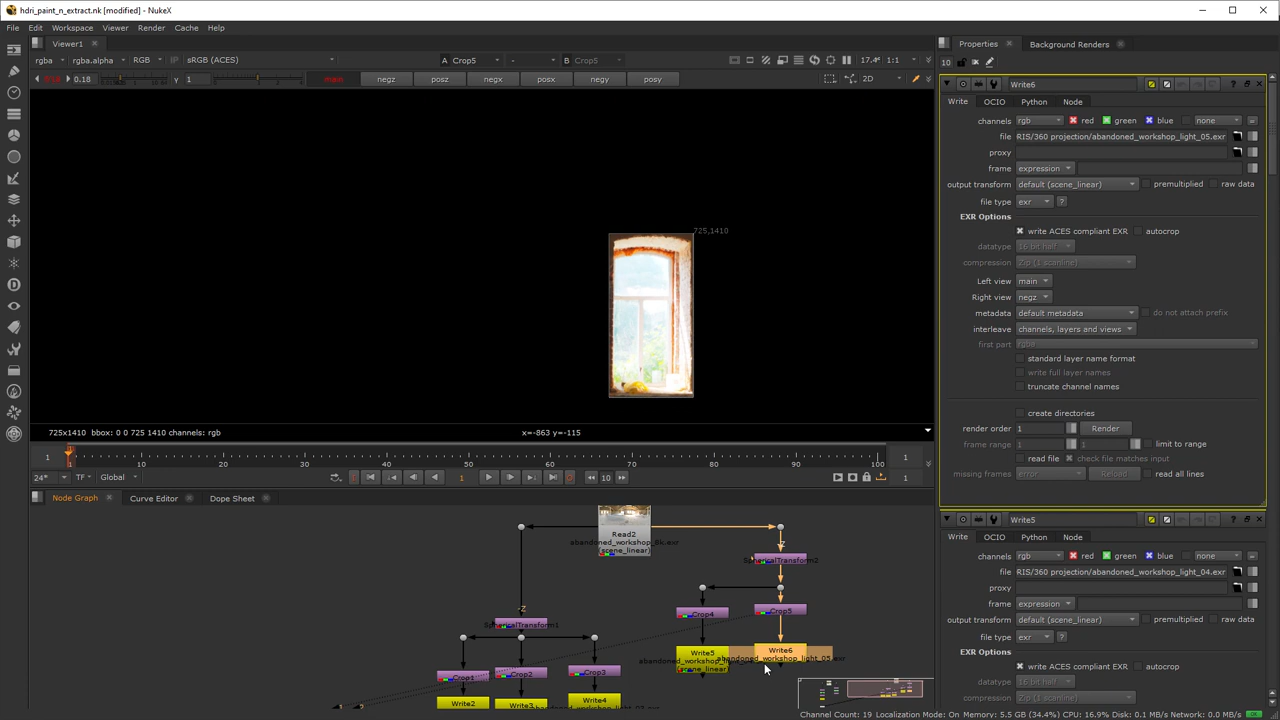 hdri_paint_n_extract.nk [modified] - NukeX
File Edit Workspace Viewer Render Cache Help
Viewer1
rgba rgba.alpha RGB IP sRGB (ACES) A Crop5 - B Crop5 17.4 1:1
0.18 γ 1 main negz posz negx posx negy posy 2D
725,1410
725x1410 bbox: 0 0 725 1410 channels: rgb x=-863 y=-115
1 1 10 20 30 40 50 60 70 80 90 100 1
24* TF Global 1 10 1
Node Graph Curve Editor Dope Sheet
Read2
abandoned_workshop_8k.exr
(scene_linear)
SphericalTransform2
Crop4 Crop5
SphericalTransform1
Write5 Write6
abandoned_workshop_light_05.exr
(scene_linear)
Crop1 Crop2 Crop3
Write2 Write3 Write4
Properties Background Renders
10
Write6
Write OCIO Python Node
channels rgb red green blue none =
file RIS/360 projection/abandoned_workshop_light_05.exr
proxy
frame expression
output transform default (scene_linear) premultiplied raw data
file type exr ?
EXR Options
write ACES compliant EXR autocrop
datatype 16 bit half
compression Zip (1 scanline)
Left view main
Right view negz
metadata default metadata do not attach prefix
interleave channels, layers and views
first part rgba
standard layer name format
write full layer names
truncate channel names
create directories
render order 1 Render
frame range 1 1 limit to range
read file check file matches input
missing frames error Reload read all lines
Write5
Write OCIO Python Node
channels rgb red green blue none =
file RIS/360 projection/abandoned_workshop_light_04.exr
proxy
frame expression
output transform default (scene_linear) premultiplied raw data
file type exr ?
EXR Options
write ACES compliant EXR autocrop
datatype 16 bit half
compression Zip (1 scanline)
Channel Count: 19 Localization Mode: On Memory: 5.5 GB (34.4%) CPU: 16.9% Disk: 0.1 MB/s Network: 0.0 MB/s